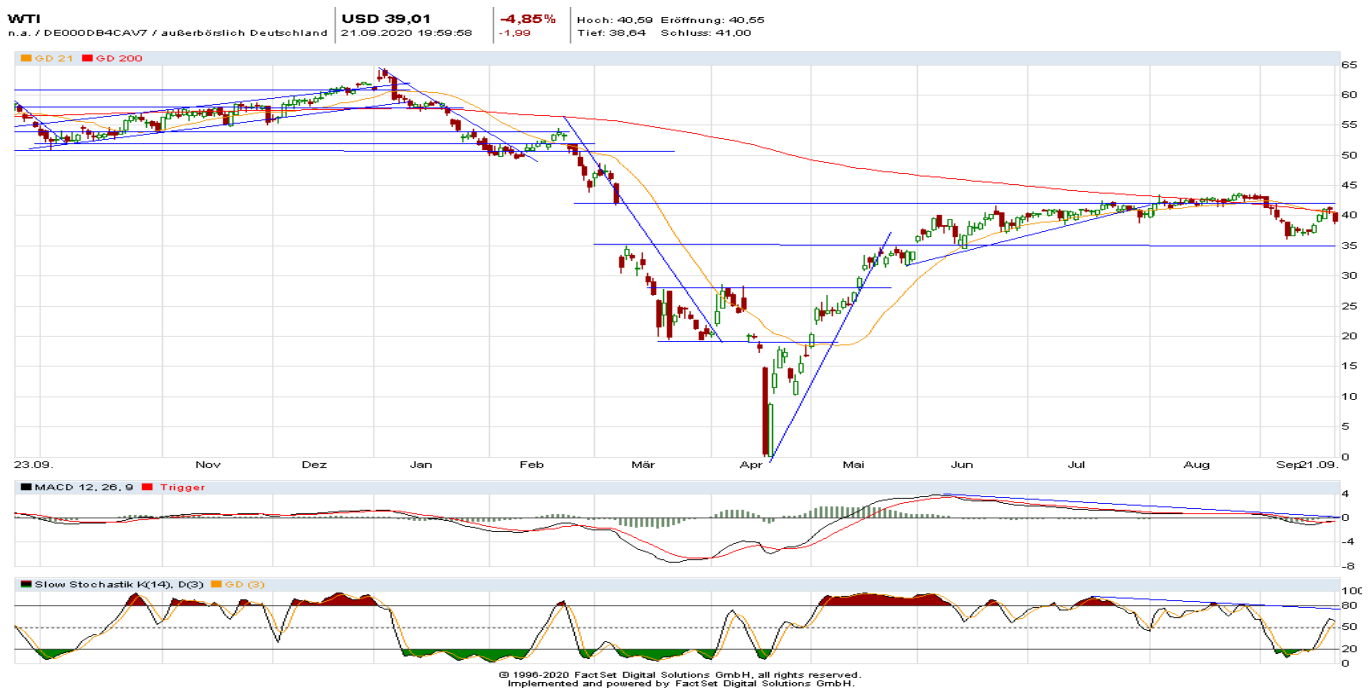 WTI
n.a. / DE000DB4CAV7 / außerbörslich Deutschland
USD 39,01
21.09.2020 19:59:58
-4,85%
-1,99
Hoch: 40,59 Eröffnung: 40,55
Tief: 38,64 Schluss: 41,00
GD 21 GD 200
65
60
55
50
45
40
35
30
25
20
15
10
5
0
23.09. Nov Dez Jan Feb Mär Apr Mai Jun Jul Aug Sep 21.09.
MACD 12, 26, 9 Trigger
4
0
-4
-8
Slow Stochastik K(14), D(3) GD (3)
100
80
50
20
0
© 1996-2020 FactSet Digital Solutions GmbH, all rights reserved.
Implemented and powered by FactSet Digital Solutions GmbH.